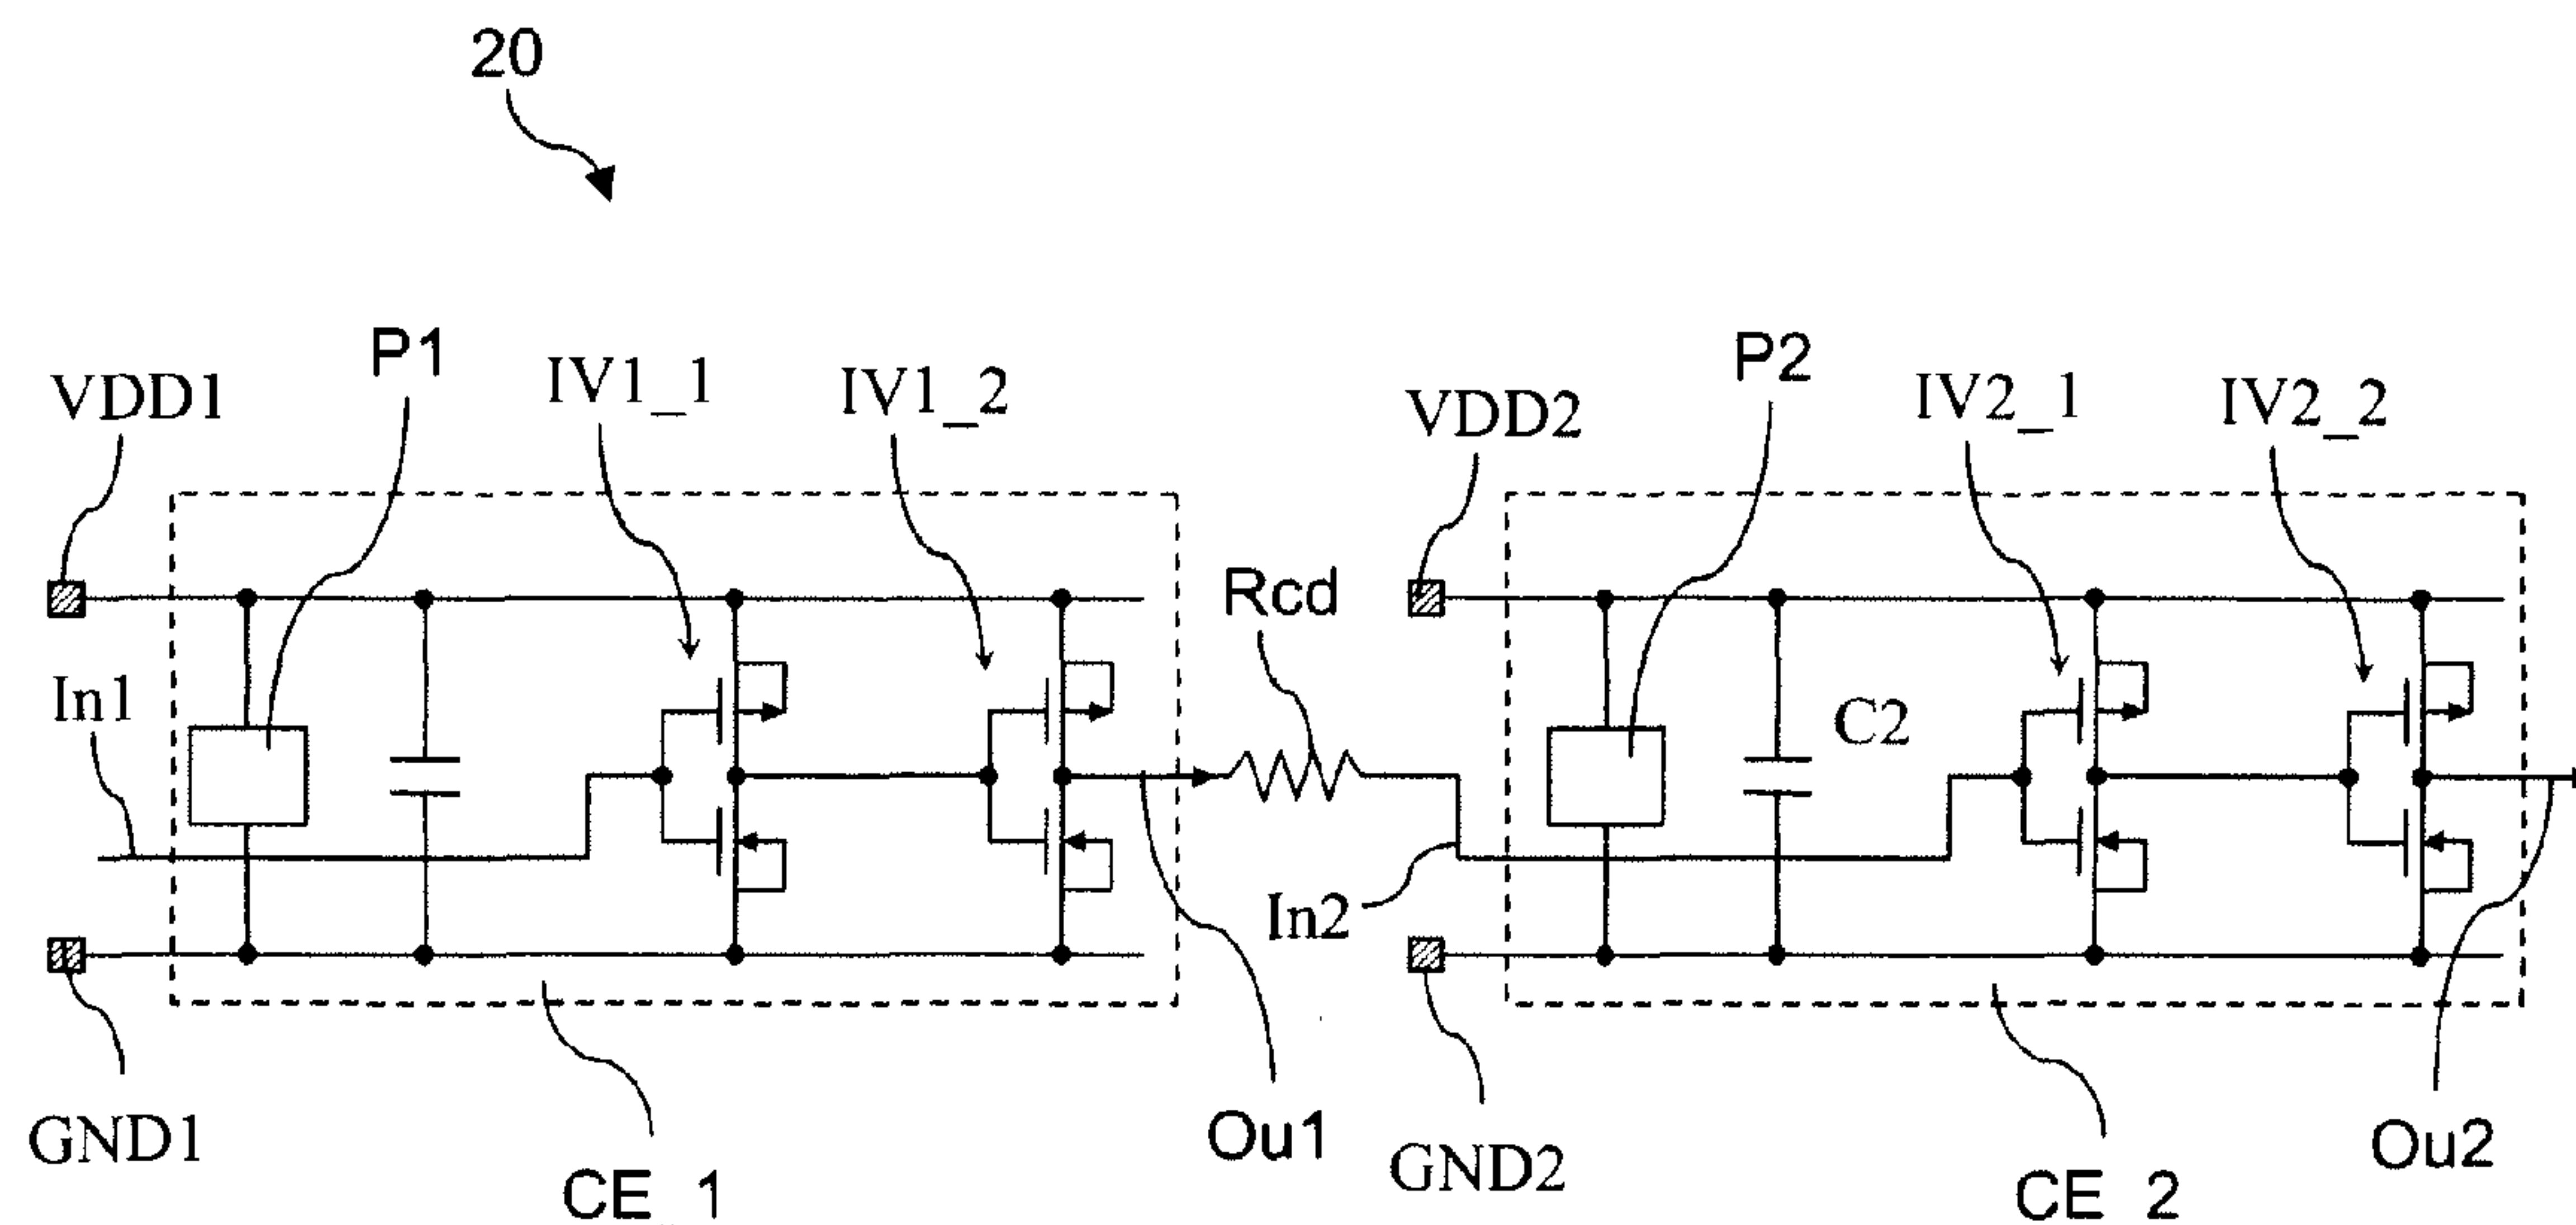 20
P1
P2
VDD1
IV1_1
IV1_2
VDD2
IV2_1
IV2_2
Rcd
In1
C2
In2
GND1
Ou1
GND2
Ou2
CE_1
CE_2